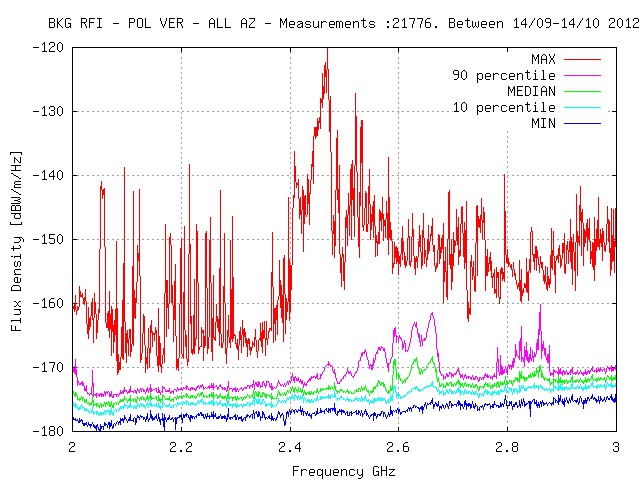 BKG RFI - POL VER - ALL AZ - Measurements :21776. Between 14/09-14/10 2012
-120
-130
-140
-150
-160
-170
-180
Flux Density [dBW/m/Hz]
MAX
90 percentile
MEDIAN
10 percentile
MIN
2
2.2
2.4
2.6
2.8
3
Frequency GHz